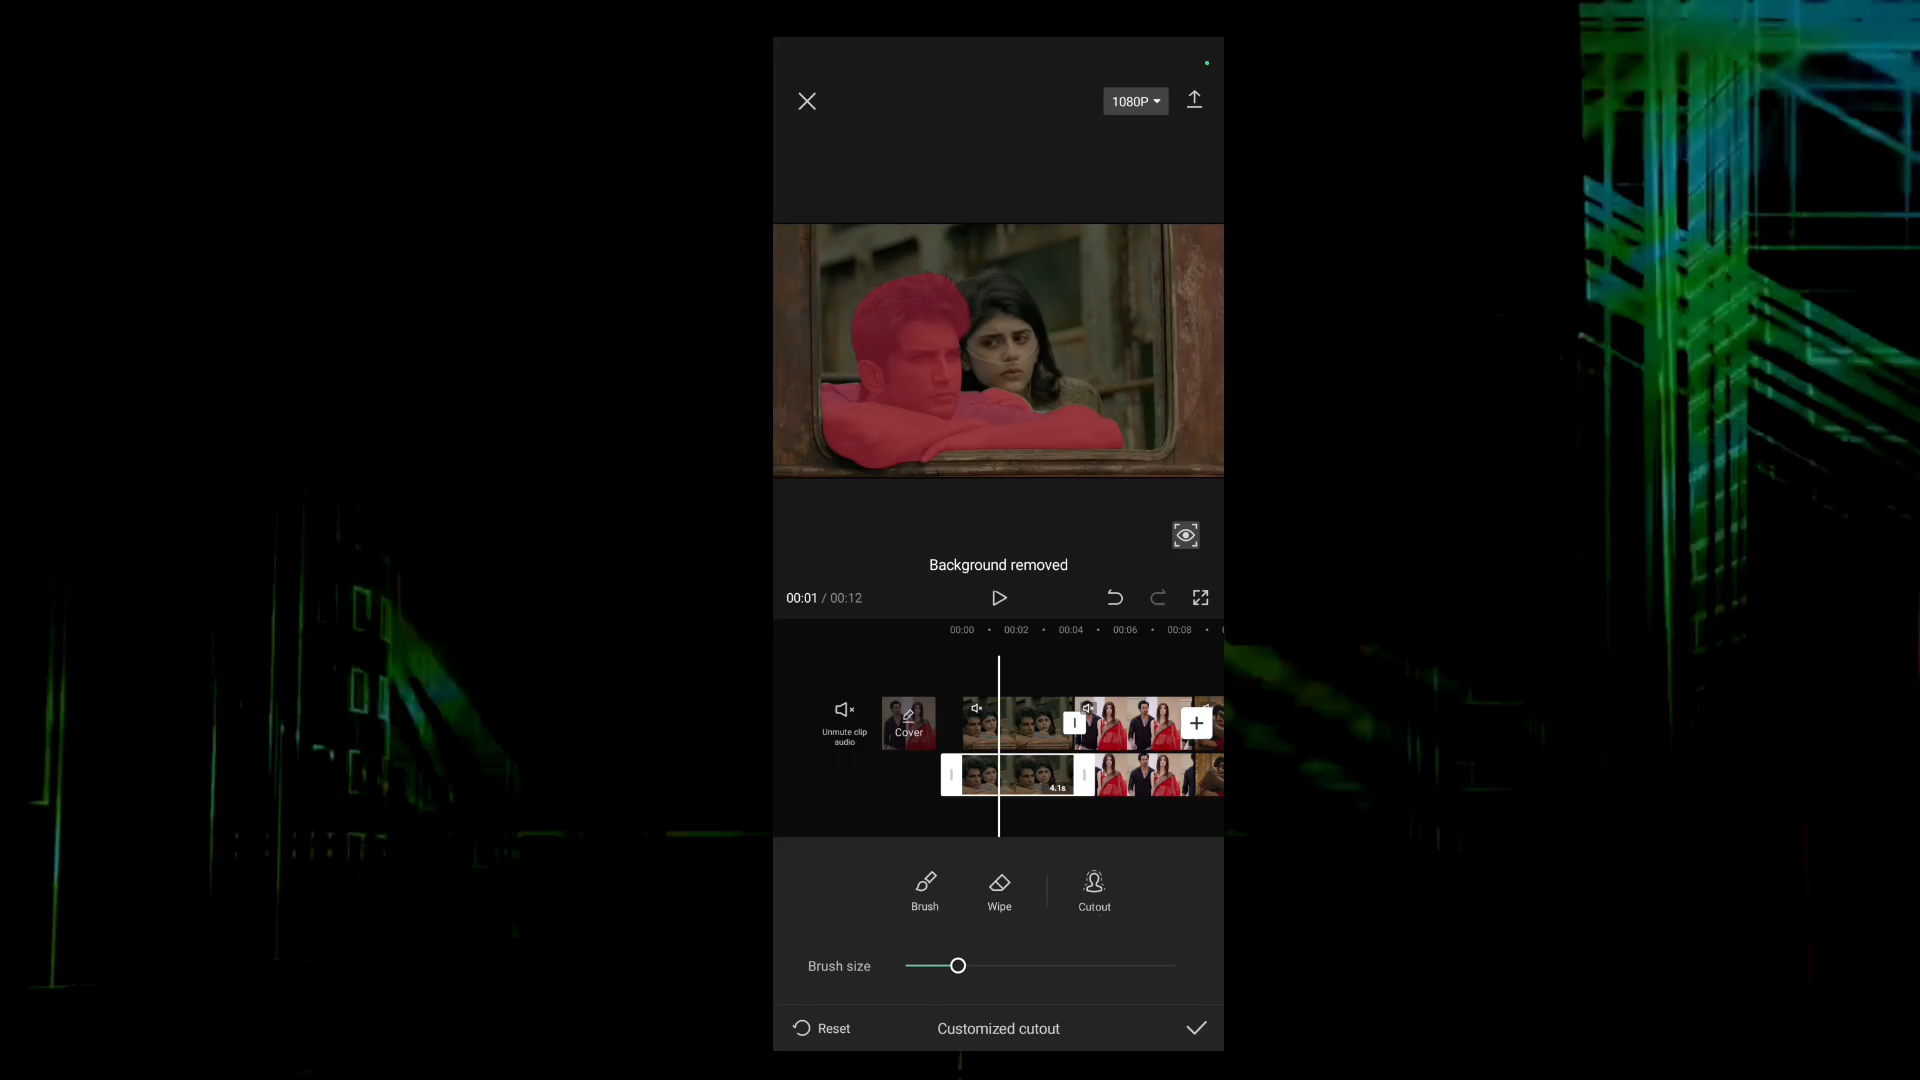 1080P
Background removed
00:01 / 00:12
00:00 00:02 00:04 00:06 00:08
Unmute clip
audio
Cover
4.1s
Brush Wipe Cutout
Brush size
Reset Customized cutout